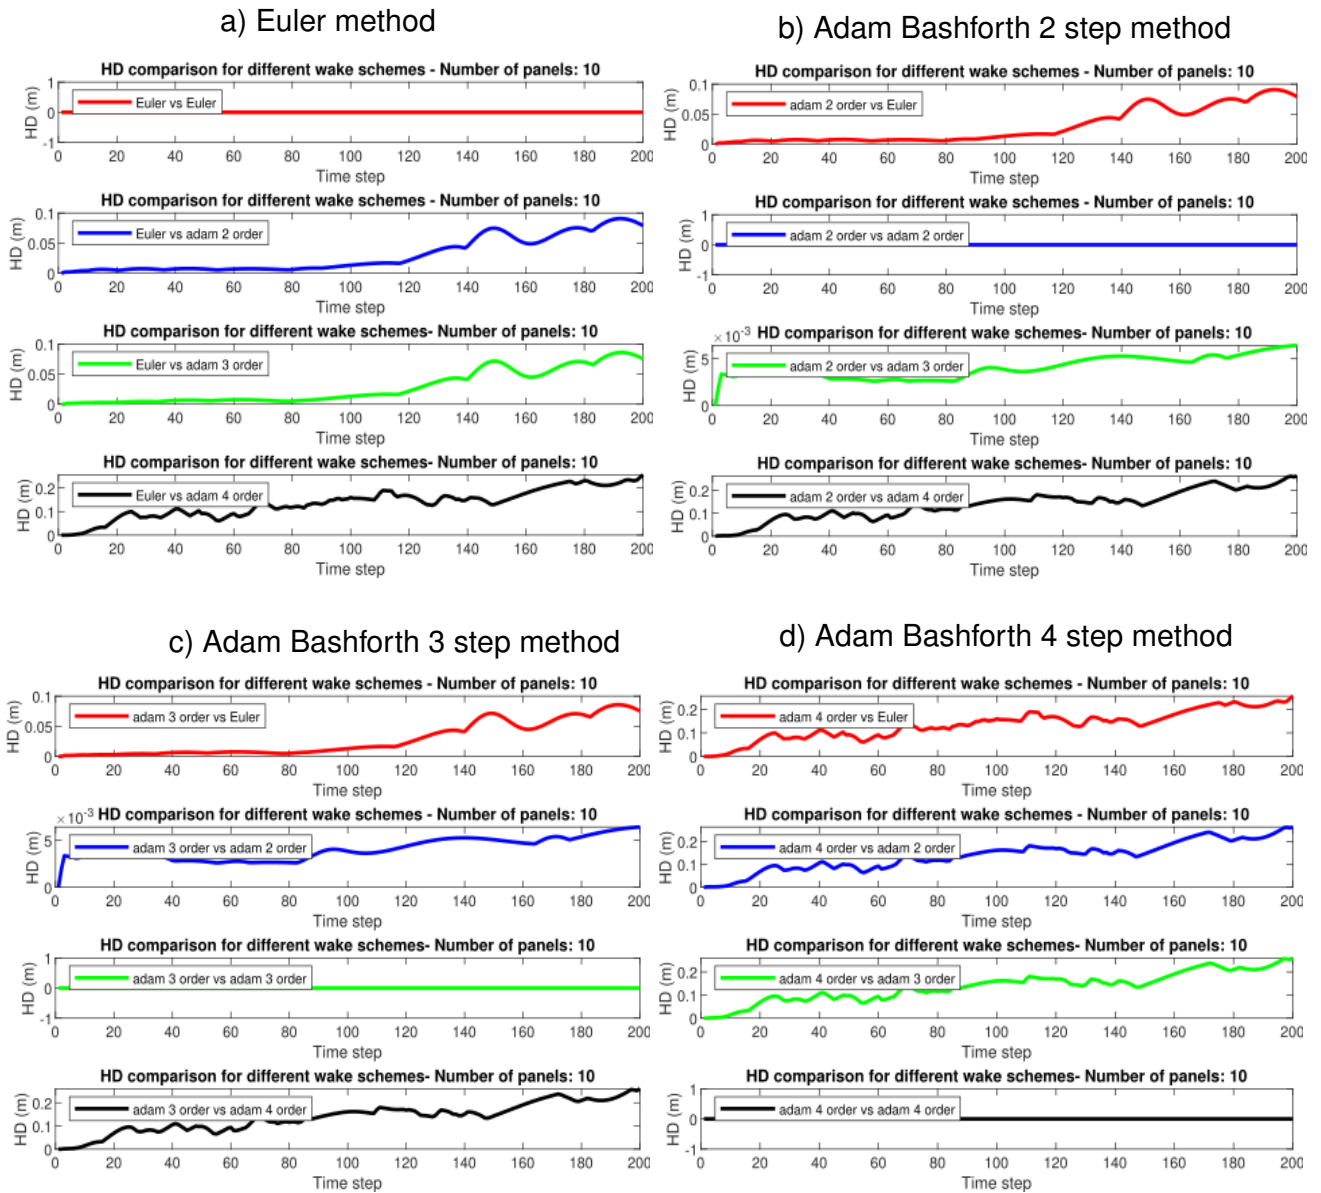 a) Euler method
HD comparison for different wake schemes - Number of panels: 10
HD (m)
1
0
-1
Euler vs Euler
0 20 40 60 80 100 120 140 160 180 200
Time step
HD comparison for different wake schemes - Number of panels: 10
HD (m)
0.1
0.05
0
Euler vs adam 2 order
0 20 40 60 80 100 120 140 160 180 200
Time step
HD comparison for different wake schemes- Number of panels: 10
HD (m)
0.1
0.05
0
Euler vs adam 3 order
0 20 40 60 80 100 120 140 160 180 200
Time step
HD comparison for different wake schemes- Number of panels: 10
HD (m)
0.2
0.1
0
Euler vs adam 4 order
0 20 40 60 80 100 120 140 160 180 200
Time step
b) Adam Bashforth 2 step method
HD comparison for different wake schemes - Number of panels: 10
HD (m)
0.1
0.05
0
adam 2 order vs Euler
0 20 40 60 80 100 120 140 160 180 200
Time step
HD comparison for different wake schemes - Number of panels: 10
HD (m)
1
0
-1
adam 2 order vs adam 2 order
0 20 40 60 80 100 120 140 160 180 200
Time step
×10-3 HD comparison for different wake schemes- Number of panels: 10
HD (m)
5
0
adam 2 order vs adam 3 order
0 20 40 60 80 100 120 140 160 180 200
Time step
HD comparison for different wake schemes- Number of panels: 10
HD (m)
0.2
0.1
0
adam 2 order vs adam 4 order
0 20 40 60 80 100 120 140 160 180 200
Time step
c) Adam Bashforth 3 step method
HD comparison for different wake schemes - Number of panels: 10
HD (m)
0.1
0.05
0
adam 3 order vs Euler
0 20 40 60 80 100 120 140 160 180 200
Time step
×10-3 HD comparison for different wake schemes - Number of panels: 10
HD (m)
5
0
adam 3 order vs adam 2 order
0 20 40 60 80 100 120 140 160 180 200
Time step
HD comparison for different wake schemes- Number of panels: 10
HD (m)
1
0
-1
adam 3 order vs adam 3 order
0 20 40 60 80 100 120 140 160 180 200
Time step
HD comparison for different wake schemes- Number of panels: 10
HD (m)
0.2
0.1
0
adam 3 order vs adam 4 order
0 20 40 60 80 100 120 140 160 180 200
Time step
d) Adam Bashforth 4 step method
HD comparison for different wake schemes - Number of panels: 10
HD (m)
0.2
0.1
0
adam 4 order vs Euler
0 20 40 60 80 100 120 140 160 180 200
Time step
HD comparison for different wake schemes - Number of panels: 10
HD (m)
0.2
0.1
0
adam 4 order vs adam 2 order
0 20 40 60 80 100 120 140 160 180 200
Time step
HD comparison for different wake schemes- Number of panels: 10
HD (m)
0.2
0.1
0
adam 4 order vs adam 3 order
0 20 40 60 80 100 120 140 160 180 200
Time step
HD comparison for different wake schemes- Number of panels: 10
HD (m)
1
0
-1
adam 4 order vs adam 4 order
0 20 40 60 80 100 120 140 160 180 200
Time step